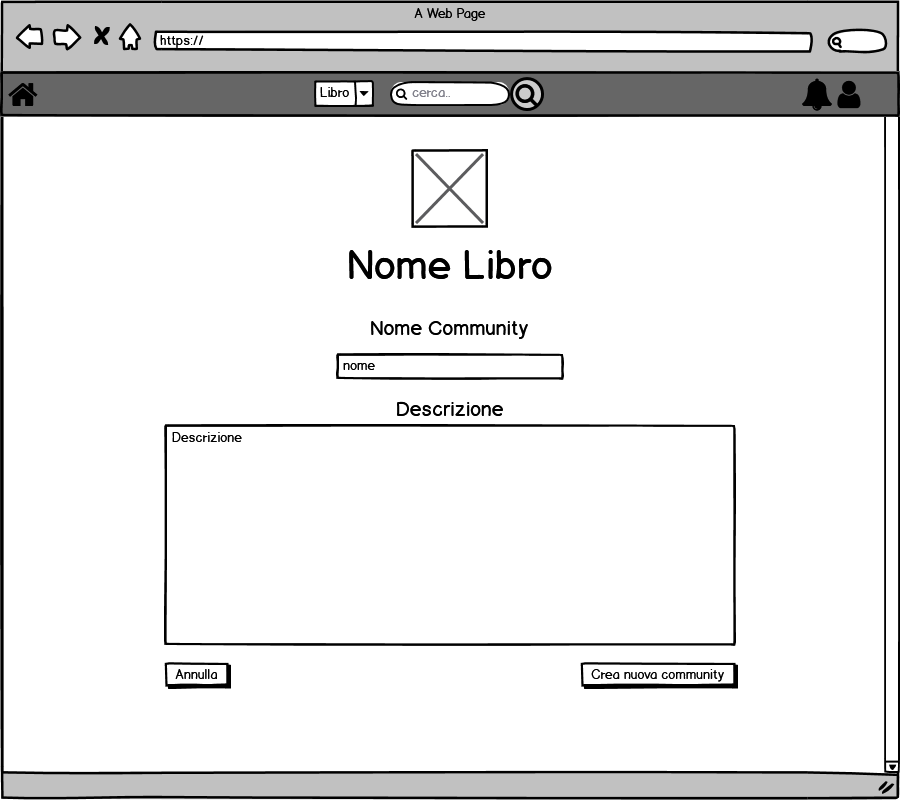 A Web Page
https://
Libro
cerca..
Nome Libro
Nome Community
nome
Descrizione
Descrizione
Annulla
Crea nuova community